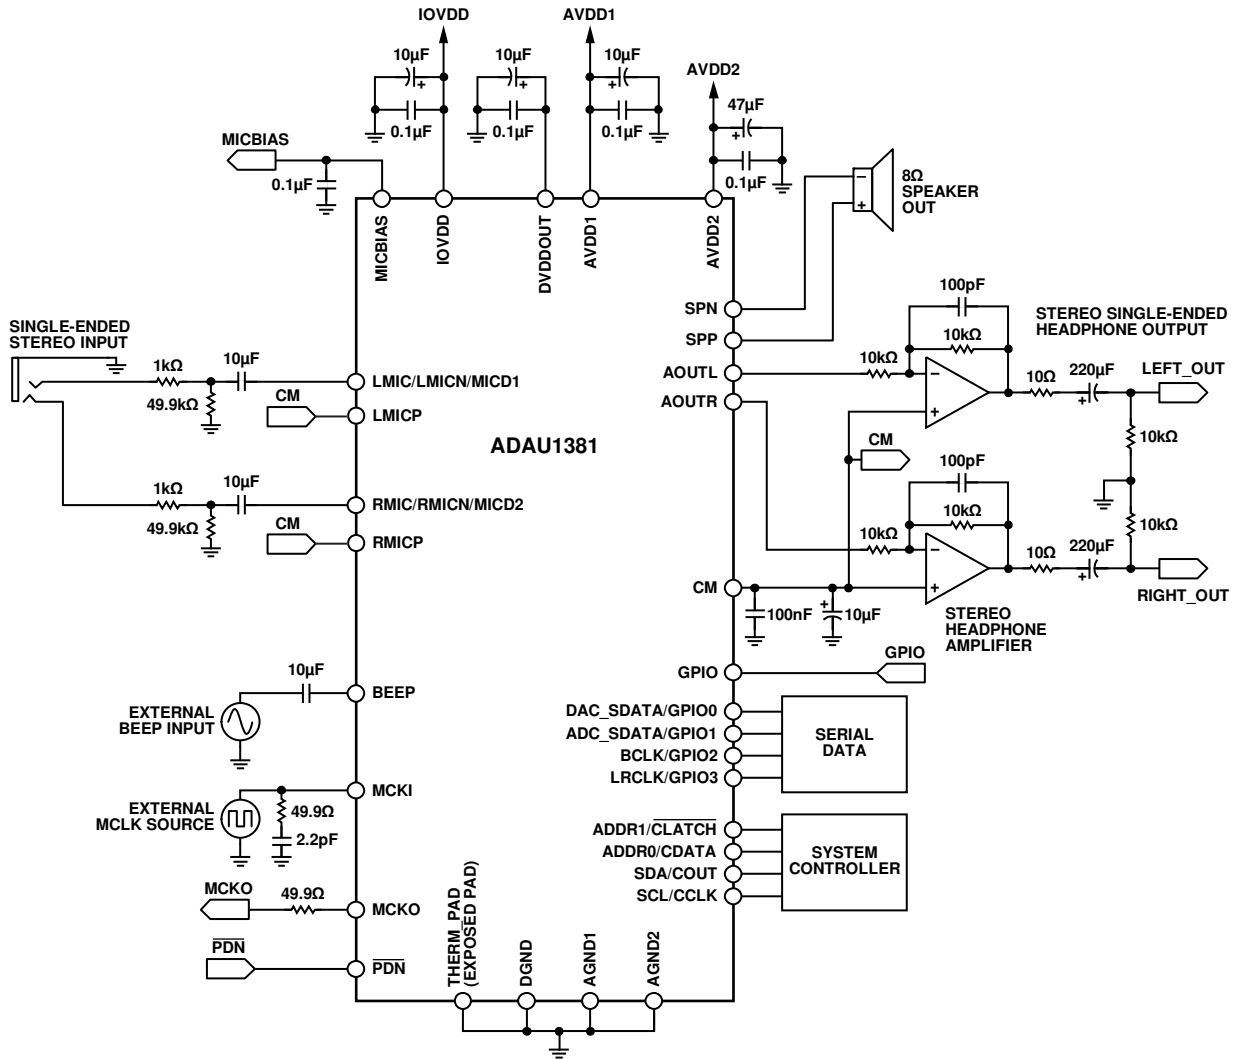 IOVDD
AVDD1
AVDD2
10µF
10µF
10µF
47µF
0.1µF
0.1µF
0.1µF
0.1µF
MICBIAS
0.1µF
8Ω
SPEAKER
OUT
MICBIAS
IOVDD
DVDDOUT
AVDD1
AVDD2
SPN
SPP
AOUTL
AOUTR
SINGLE-ENDED
STEREO INPUT
1kΩ
10µF
49.9kΩ
CM
LMIC/LMICN/MICD1
LMICP
ADAU1381
1kΩ
10µF
49.9kΩ
CM
RMIC/RMICN/MICD2
RMICP
100pF
10kΩ
10kΩ
−
+
STEREO SINGLE-ENDED
HEADPHONE OUTPUT
10Ω
220µF
+
LEFT_OUT
10kΩ
CM
100pF
10kΩ
10kΩ
−
+
10kΩ
10Ω
220µF
+
RIGHT_OUT
CM
100nF
+
10µF
STEREO
HEADPHONE
AMPLIFIER
GPIO
GPIO
10µF
BEEP
EXTERNAL
BEEP INPUT
DAC_SDATA/GPIO0
ADC_SDATA/GPIO1
BCLK/GPIO2
LRCLK/GPIO3
SERIAL
DATA
MCKI
EXTERNAL
MCLK SOURCE
49.9Ω
2.2pF
ADDR1/CLATCH
ADDR0/CDATA
SDA/COUT
SCL/CCLK
SYSTEM
CONTROLLER
MCKO
49.9Ω
MCKO
PDN
PDN
THERM_PAD
(EXPOSED PAD)
DGND
AGND1
AGND2